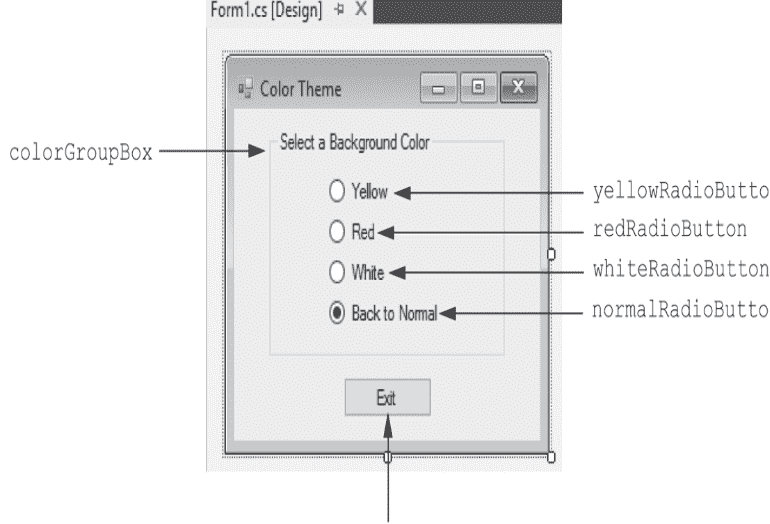 Form1.cs [Design]
Color Theme
colorGroupBox
Select a Background Color
Yellow
yellowRadioButto
Red
redRadioButton
White
whiteRadioButton
Back to Normal
normalRadioButto
Exit